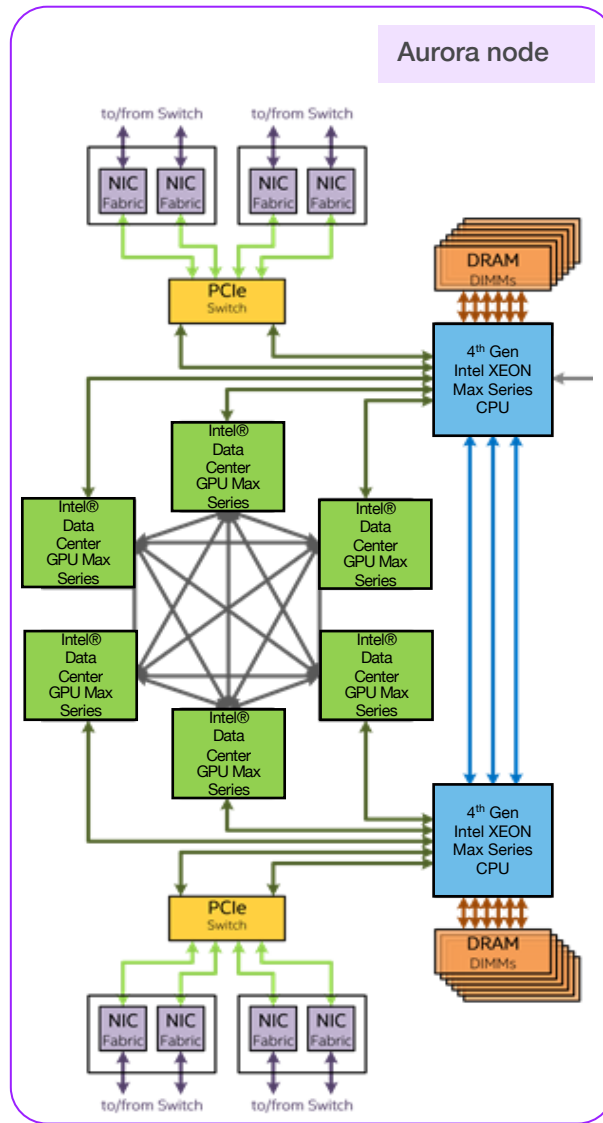 Aurora node
to/from Switch
to/from Switch
NIC
Fabric
NIC
Fabric
NIC
Fabric
NIC
Fabric
DRAM
DIMMs
PCIe
Switch
4th Gen
Intel XEON
Max Series
CPU
Intel®
Data
Center
GPU Max
Series
Intel®
Data
Center
GPU Max
Series
Intel®
Data
Center
GPU Max
Series
Intel®
Data
Center
GPU Max
Series
Intel®
Data
Center
GPU Max
Series
Intel®
Data
Center
GPU Max
Series
4th Gen
Intel XEON
Max Series
CPU
PCIe
Switch
DRAM
DIMMs
NIC
Fabric
NIC
Fabric
NIC
Fabric
NIC
Fabric
to/from Switch
to/from Switch